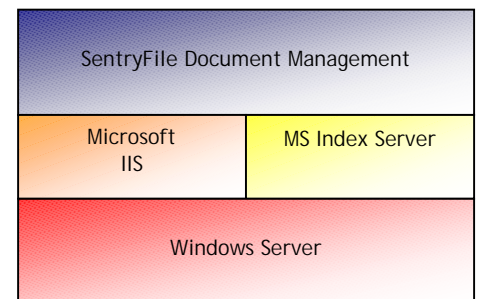 SentryFile Document Management
Microsoft
IIS
MS Index Server
Windows Server